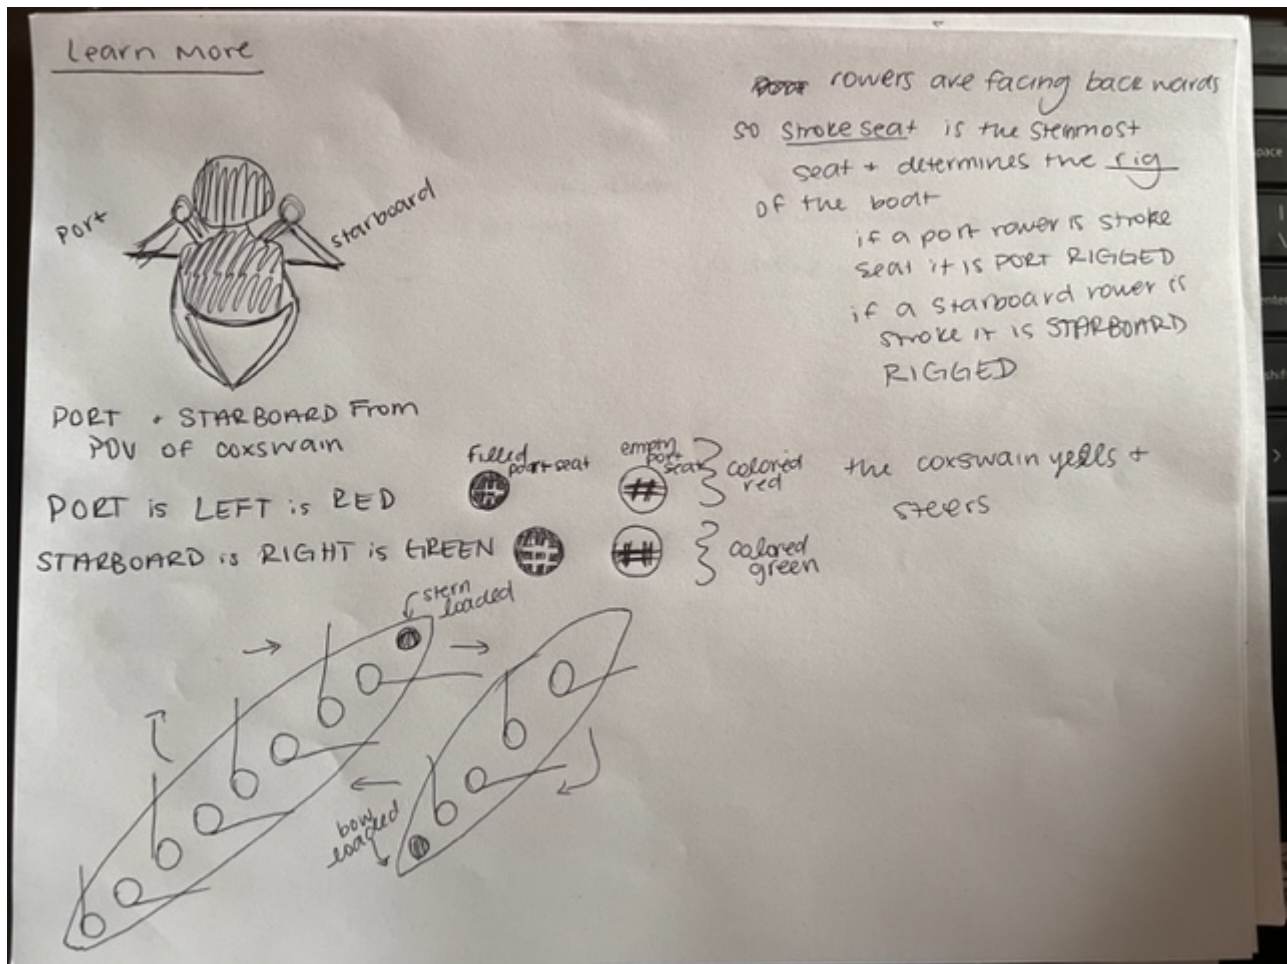 Learn More
rowers are facing backwards
so stroke seat is the sternmost
seat + determines the rig
of the boat
if a port rower is stroke
seat it is PORT RIGGED
if a starboard rower is
stroke it is STARBOARD
RIGGED
port
starboard
PORT + STARBOARD From
POV of coxswain
PORT is LEFT is RED
filled
port seat
empty
port
seat
colored
red
STARBOARD is RIGHT is GREEN
colored
green
the coxswain yells +
steers
stern
loaded
bow
loaded